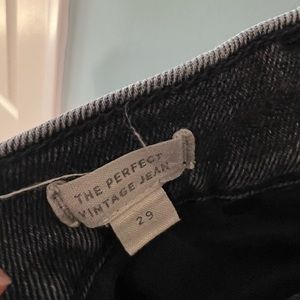 THE PERFECT
VINTAGE JEAN
29